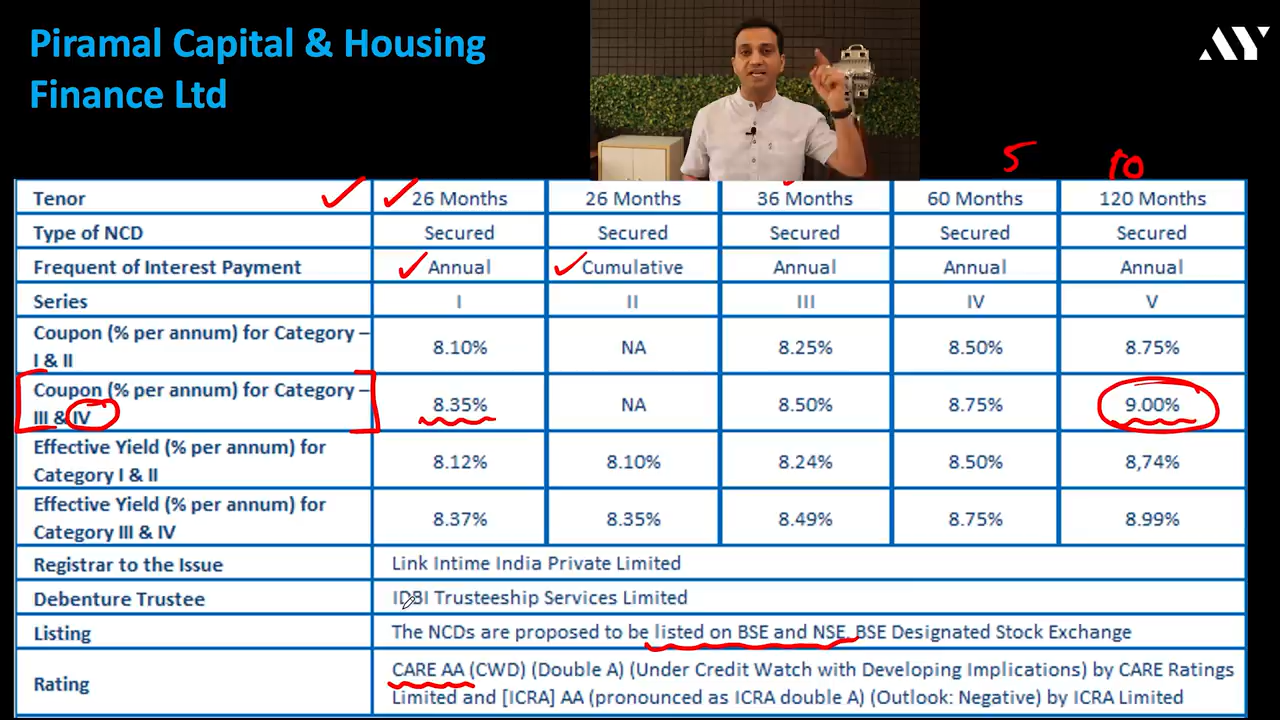 Piramal Capital & Housing
Finance Ltd
AY
5 10
Tenor 26 Months 26 Months 36 Months 60 Months 120 Months
Type of NCD Secured Secured Secured Secured Secured
Frequent of Interest Payment Annual Cumulative Annual Annual Annual
Series I II III IV V
Coupon (% per annum) for Category –
I & II 8.10% NA 8.25% 8.50% 8.75%
Coupon (% per annum) for Category –
III & IV 8.35% NA 8.50% 8.75% 9.00%
Effective Yield (% per annum) for
Category I & II 8.12% 8.10% 8.24% 8.50% 8,74%
Effective Yield (% per annum) for
Category III & IV 8.37% 8.35% 8.49% 8.75% 8.99%
Registrar to the Issue Link Intime India Private Limited
Debenture Trustee IDBI Trusteeship Services Limited
Listing The NCDs are proposed to be listed on BSE and NSE. BSE Designated Stock Exchange
Rating CARE AA (CWD) (Double A) (Under Credit Watch with Developing Implications) by CARE Ratings
Limited and [ICRA] AA (pronounced as ICRA double A) (Outlook: Negative) by ICRA Limited